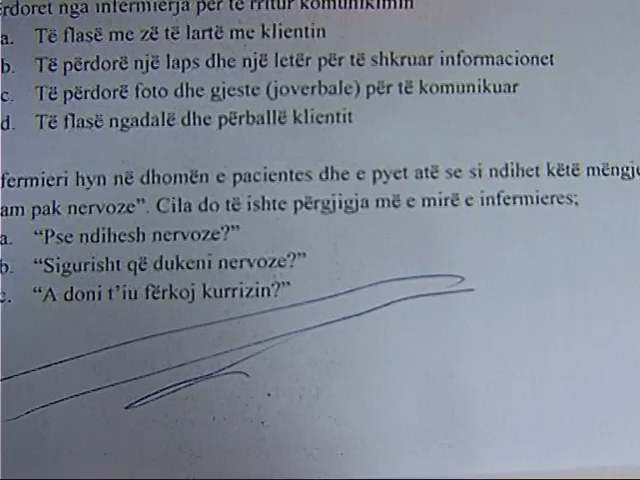 nga infermierja për të rritur komunikimin
a. Të flasë me zë të lartë me klientin
b. Të përdorë një laps dhe një letër për të shkruar informacionet
c. Të përdorë foto dhe gjeste (joverbale) për të komunikuar
d. Të flasë ngadalë dhe përballë klientit
fermieri hyn në dhomën e pacientes dhe e pyet atë se si ndihet këtë mëngje
am pak nervoze”. Cila do të ishte përgjigja më e mirë e infermieres;
a. “Pse ndihesh nervoze?”
b. “Sigurisht që dukeni nervoze?”
c. “A doni t’iu fërkoj kurrizin?”